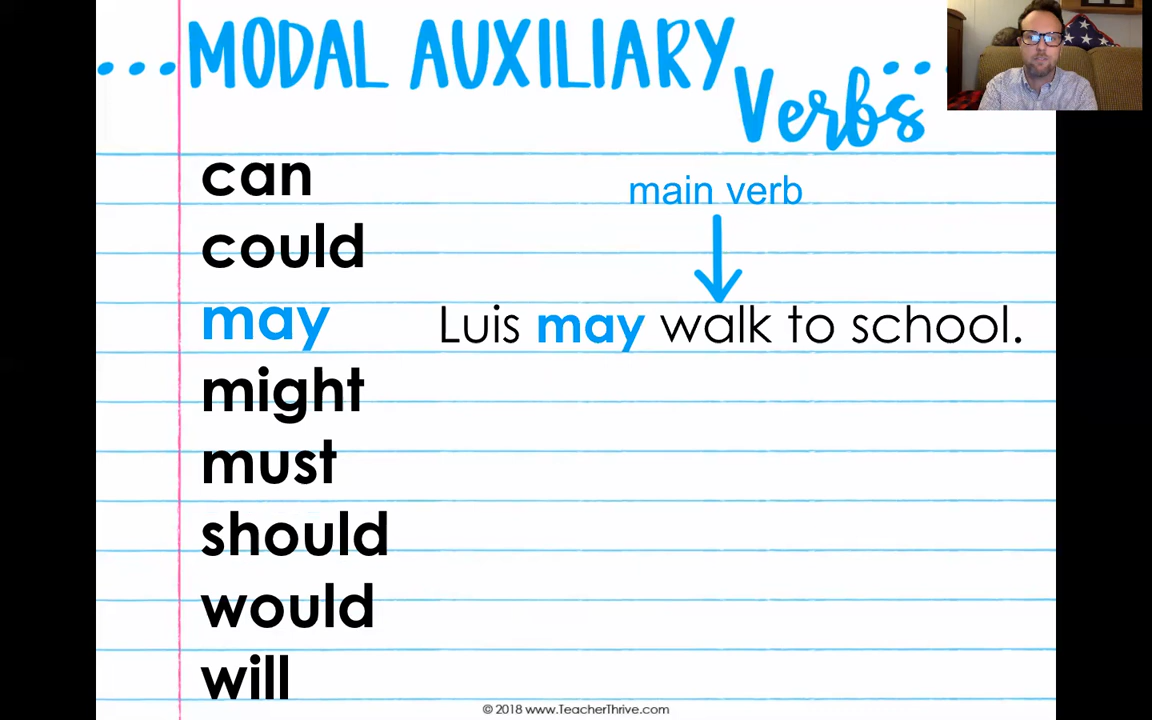 MODAL AUXILIARY
Verbs
can
main verb
could
may
Luis may walk to school.
might
must
should
would
will
© 2018 www.TeacherThrive.com